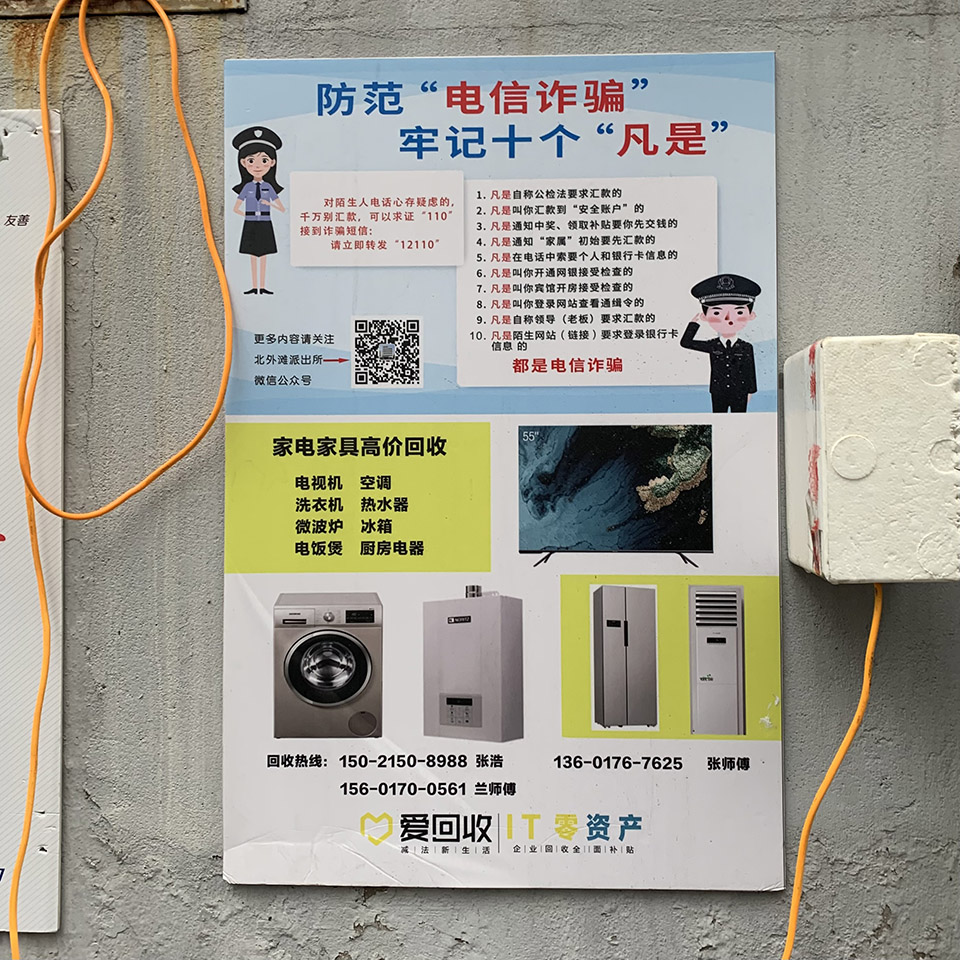 友善
防范“电信诈骗”
牢记十个“凡是”
对陌生人电话心存疑虑的，
千万别汇款，可以求证“110”
接到诈骗短信：
请立即转发“12110”
1. 凡是自称公检法要求汇款的
2. 凡是叫你汇款到“安全账户”的
3. 凡是通知中奖、领取补贴要你先交钱的
4. 凡是通知“家属”初始要先汇款的
5. 凡是在电话中索要个人和银行卡信息的
6. 凡是叫你开通网银接受检查的
7. 凡是叫你宾馆开房接受检查的
8. 凡是叫你登录网站查看通缉令的
9. 凡是自称领导（老板）要求汇款的
10. 凡是陌生网站（链接）要求登录银行卡
信息 的
都是电信诈骗
更多内容请关注
北外滩派出所
微信公众号
家电家具高价回收
电视机 空调
洗衣机 热水器
微波炉 冰箱
电饭煲 厨房电器
55"
NORITZ
回收热线：150-2150-8988 张浩
156-0170-0561 兰师傅
136-0176-7625 张师傅
爱回收 IT零资产
减法新生活 企业回收全面补贴